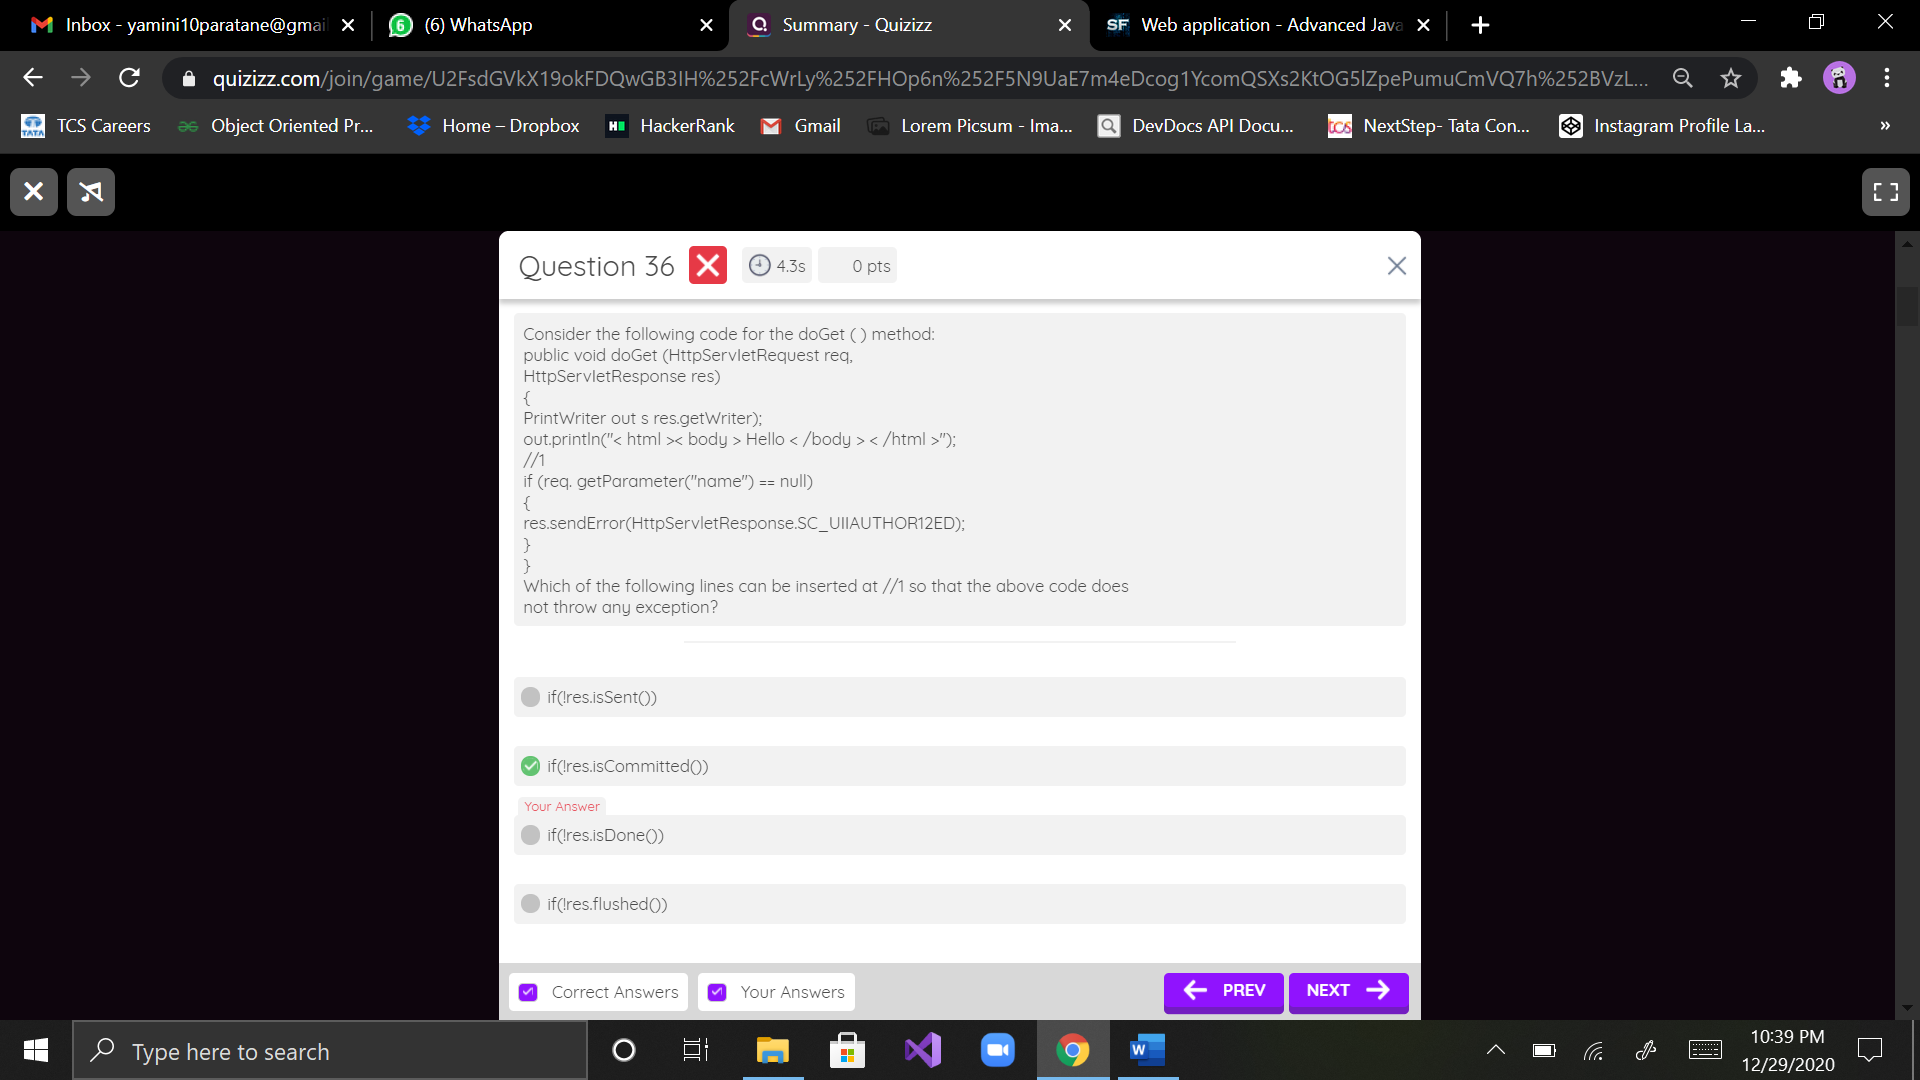 Inbox - yamini10paratane@gmai
(6) WhatsApp
Summary - Quizizz
Web application - Advanced Java
quizizz.com/join/game/U2FsdGVkX19okFDQwGB3IH%252FcWrLy%252FHOp6n%252F5N9UaE7m4eDcog1YcomQSXs2KtOG5lZpePumuCmVQ7h%252BVzL...
TCS Careers
Object Oriented Pr...
Home – Dropbox
HackerRank
Gmail
Lorem Picsum - Ima...
DevDocs API Docu...
NextStep- Tata Con...
Instagram Profile La...
»
Question 36
4.3s
0 pts
Consider the following code for the doGet ( ) method:
public void doGet (HttpServIetRequest req,
HttpServIetResponse res)
{
PrintWriter out s res.getWriter);
out.println("< html >< body > Hello < /body > < /html >");
//1
if (req. getParameter("name") == null)
{
res.sendError(HttpServletResponse.SC_UIIAUTHOR12ED);
}
}
Which of the following lines can be inserted at //1 so that the above code does
not throw any exception?
if(!res.isSent())
if(!res.isCommitted())
Your Answer
if(!res.isDone())
if(!res.flushed())
Correct Answers
Your Answers
PREV
NEXT
Type here to search
10:39 PM
12/29/2020